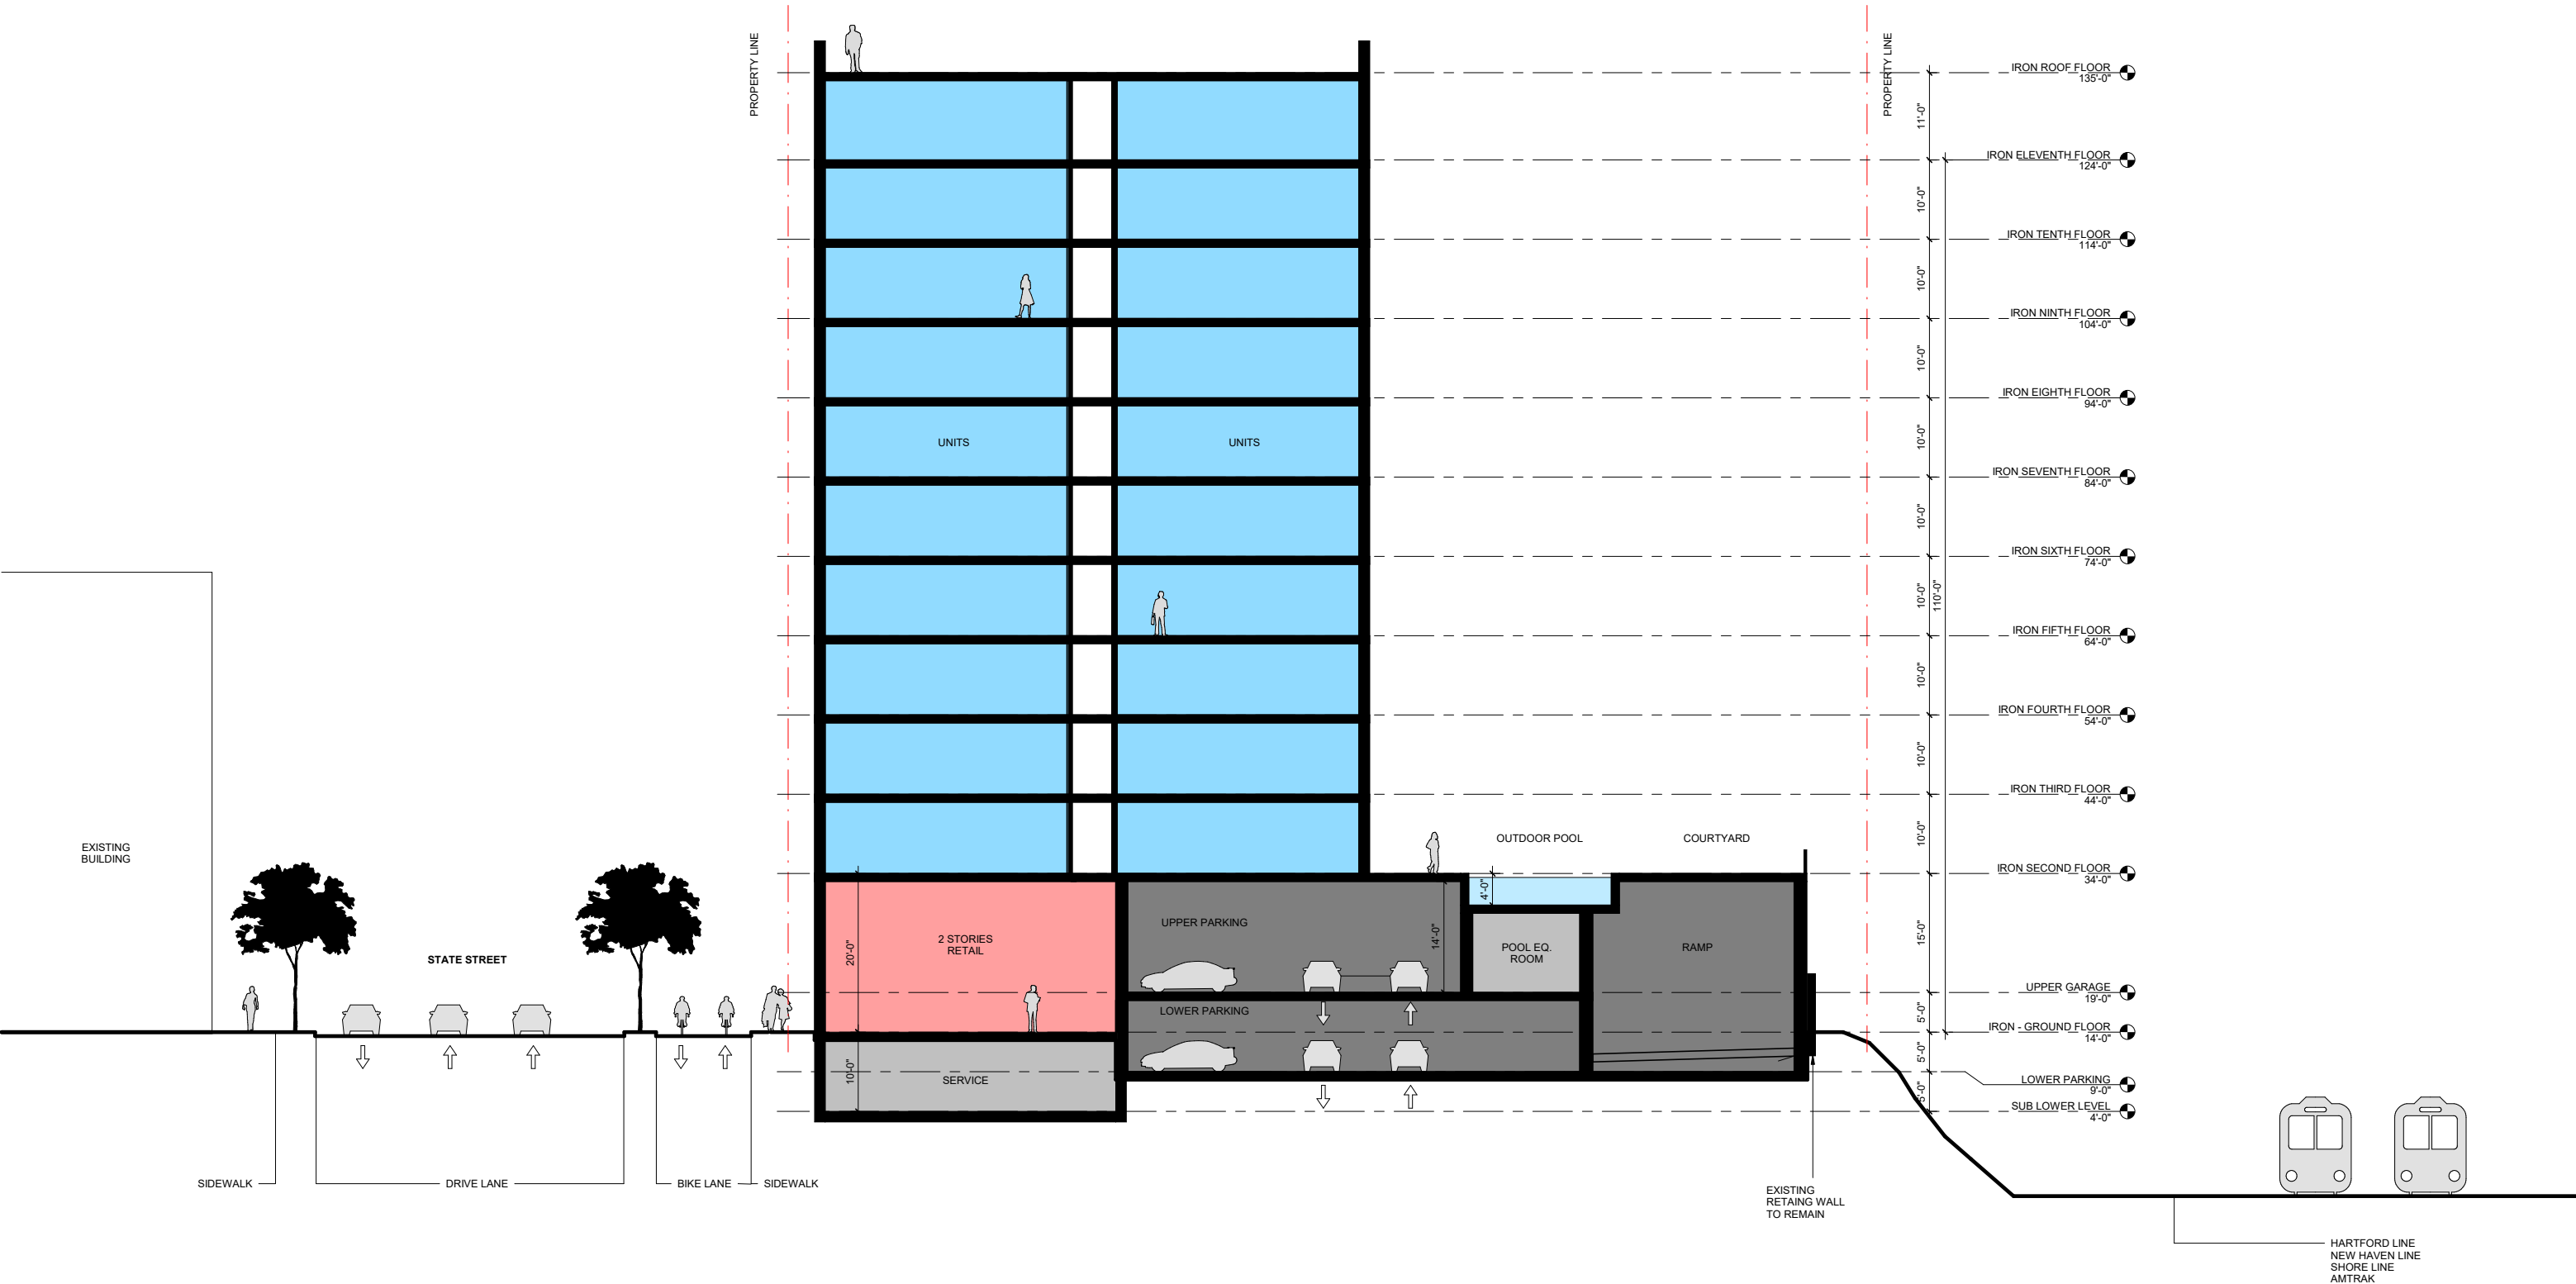 PROPERTY LINE
PROPERTY LINE
IRON ROOF FLOOR
135'-0"
11'-0"
IRON ELEVENTH FLOOR
124'-0"
10'-0"
IRON TENTH FLOOR
114'-0"
10'-0"
IRON NINTH FLOOR
104'-0"
10'-0"
IRON EIGHTH FLOOR
94'-0"
UNITS
UNITS
10'-0"
IRON SEVENTH FLOOR
84'-0"
10'-0"
IRON SIXTH FLOOR
74'-0"
10'-0"
110'-0"
IRON FIFTH FLOOR
64'-0"
10'-0"
IRON FOURTH FLOOR
54'-0"
10'-0"
IRON THIRD FLOOR
44'-0"
10'-0"
EXISTING
BUILDING
OUTDOOR POOL
COURTYARD
IRON SECOND FLOOR
34'-0"
4'-0"
UPPER PARKING
2 STORIES
RETAIL
20'-0"
14'-0"
POOL EQ.
ROOM
RAMP
15'-0"
STATE STREET
UPPER GARAGE
19'-0"
LOWER PARKING
5'-0"
IRON - GROUND FLOOR
14'-0"
10'-0"
SERVICE
5'-0"
LOWER PARKING
9'-0"
5'-0"
SUB LOWER LEVEL
4'-0"
SIDEWALK
DRIVE LANE
BIKE LANE
SIDEWALK
EXISTING
RETAING WALL
TO REMAIN
HARTFORD LINE
NEW HAVEN LINE
SHORE LINE
AMTRAK